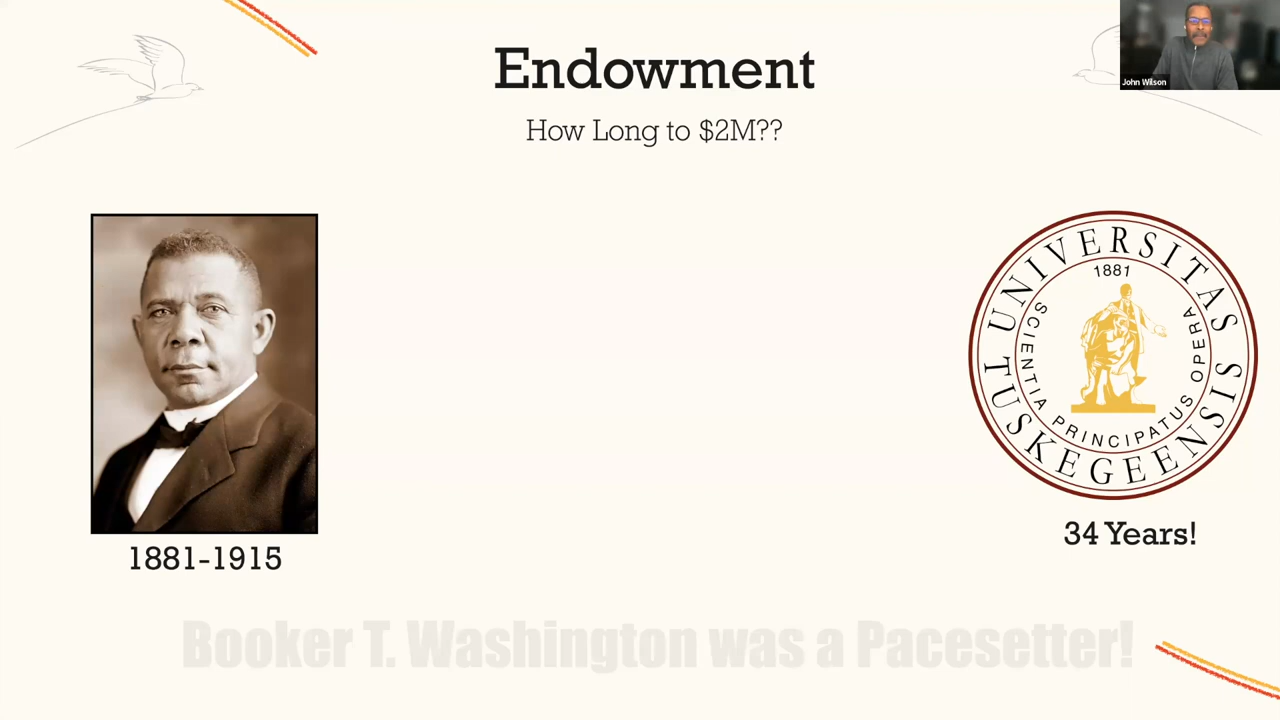 Endowment
How Long to $2M??
John Wilson
UNIVERSITAS TUSKEGEENSIS
1881
SCIENTIA PRINCIPATUS OPERA
34 Years!
1881-1915
Booker T. Washington was a Pacesetter!